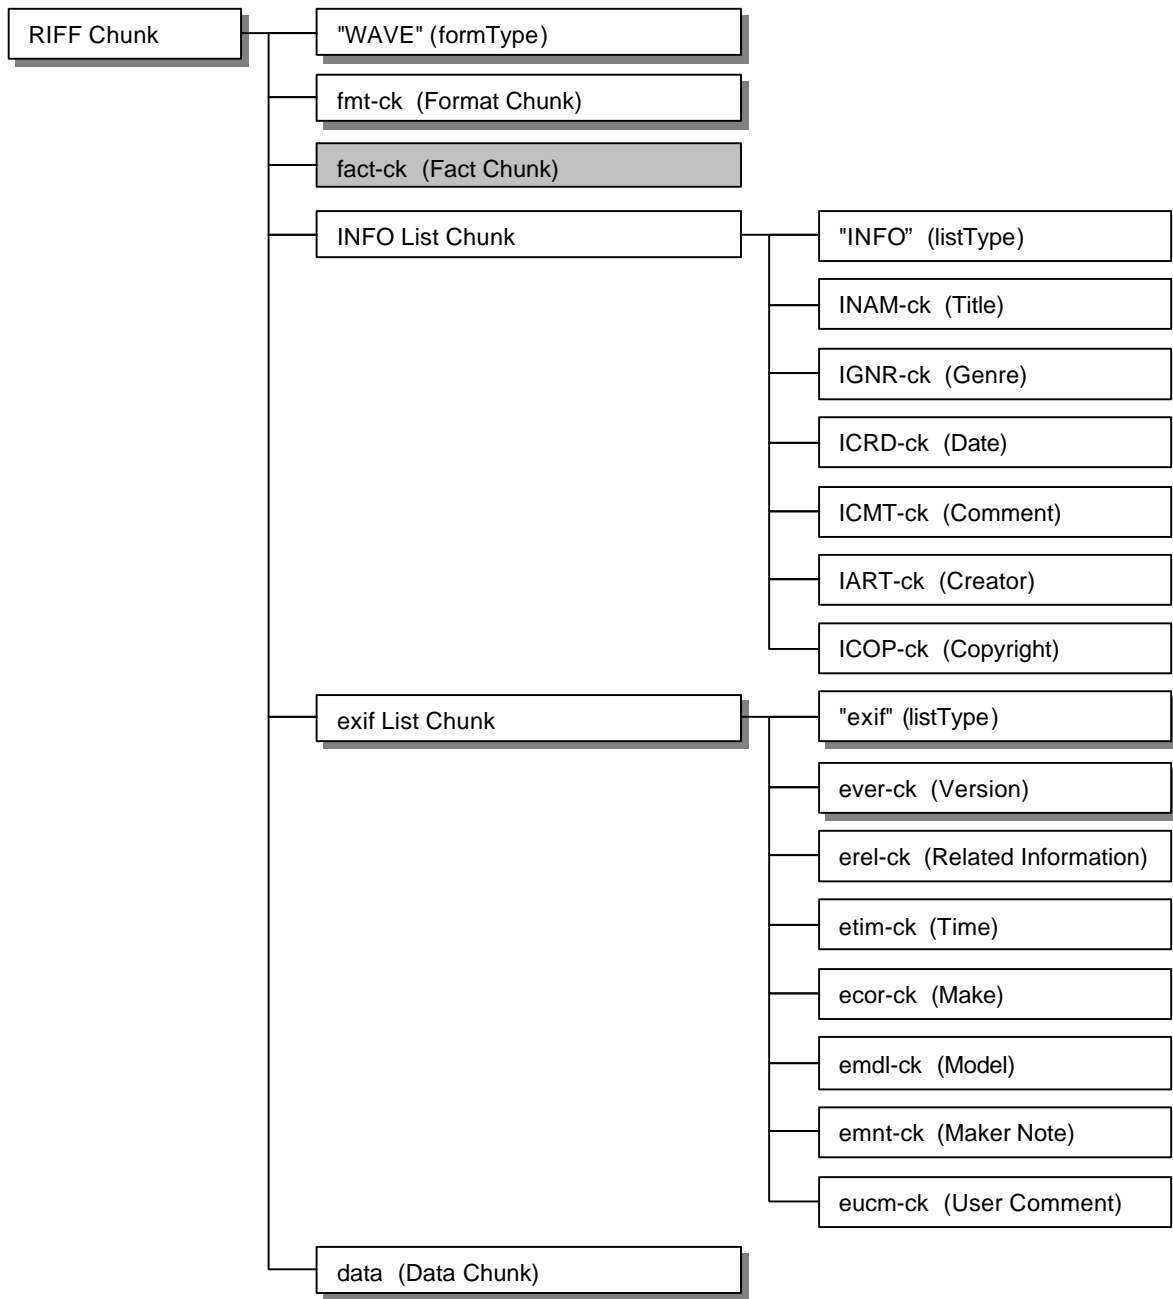 RIFF Chunk
"WAVE" (formType)
fmt-ck (Format Chunk)
fact-ck (Fact Chunk)
INFO List Chunk
"INFO” (listType)
INAM-ck (Title)
IGNR-ck (Genre)
ICRD-ck (Date)
ICMT-ck (Comment)
IART-ck (Creator)
ICOP-ck (Copyright)
exif List Chunk
"exif" (listType)
ever-ck (Version)
erel-ck (Related Information)
etim-ck (Time)
ecor-ck (Make)
emdl-ck (Model)
emnt-ck (Maker Note)
eucm-ck (User Comment)
data (Data Chunk)